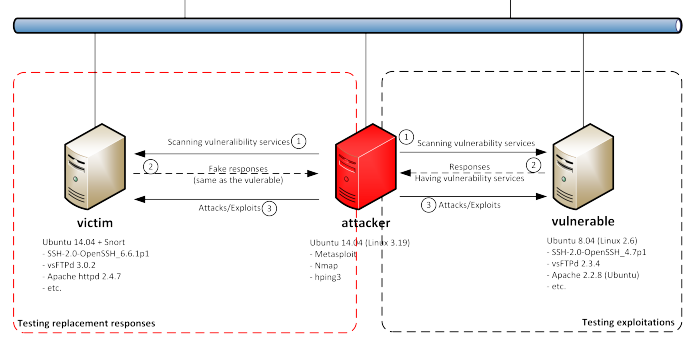 Scanning vulneralibility services 1
2
Fake responses
(same as the vulerable)
Attacks/Exploits 3
1
Scanning vulnerability services
Responses 2
Having vulnerability services
3 Attacks/Exploits
victim
Ubuntu 14.04 + Snort
- SSH-2.0-OpenSSH_6.6.1p1
- vsFTPd 3.0.2
- Apache httpd 2.4.7
- etc.
attacker
Ubuntu 14.04 (Linux 3.19)
- Metasploit
- Nmap
- hping3
vulnerable
Ubuntu 8.04 (Linux 2.6)
- SSH-2.0-OpenSSH_4.7p1
- vsFTPd 2.3.4
- Apache 2.2.8 (Ubuntu)
- etc.
Testing replacement responses
Testing exploitations